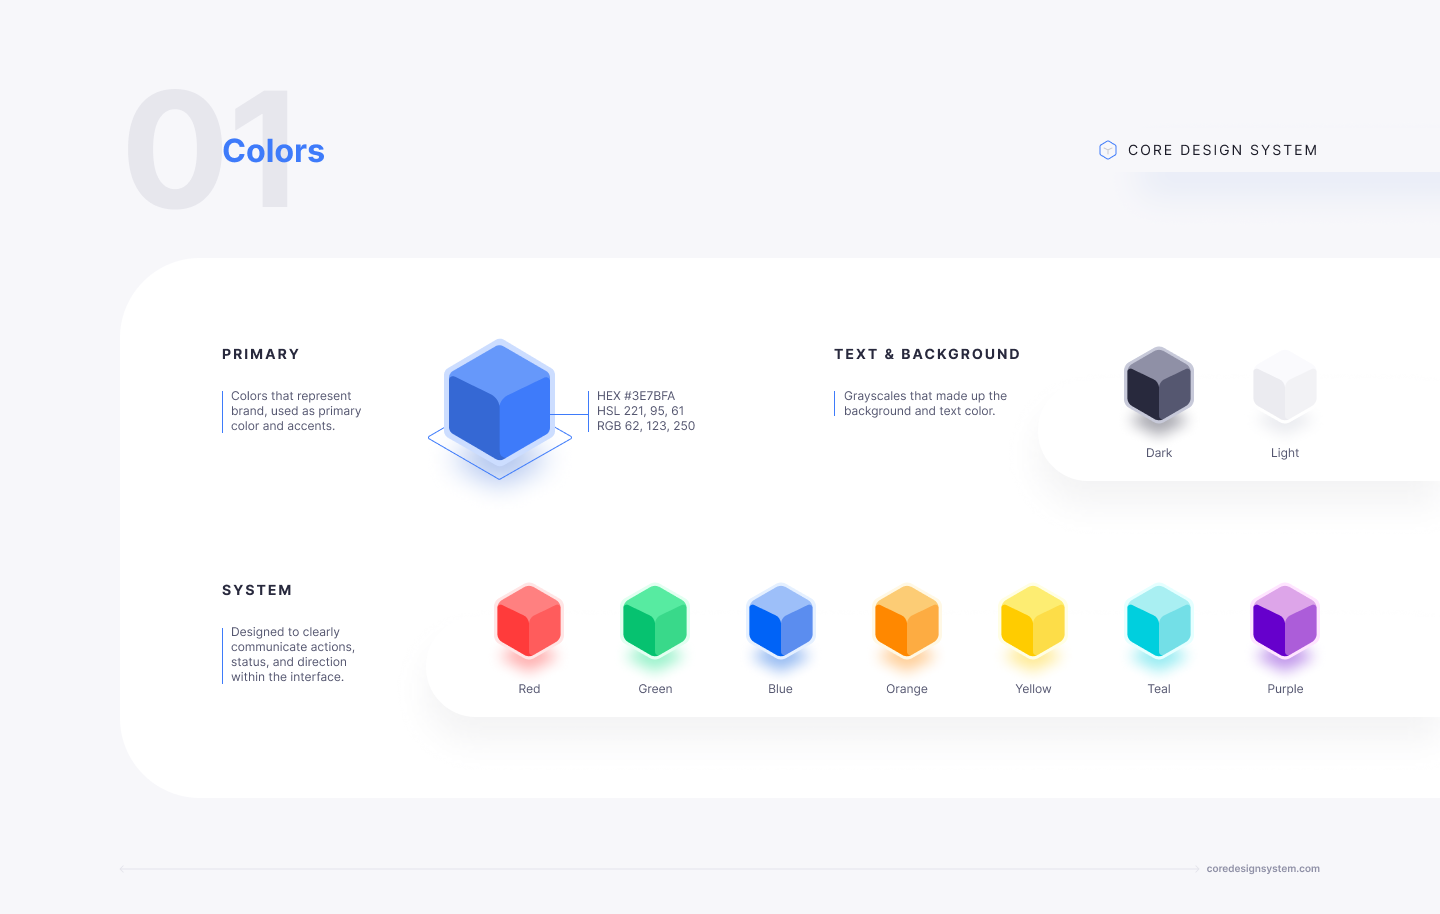 01
Colors
CORE DESIGN SYSTEM
PRIMARY
Colors that represent
brand, used as primary
color and accents.
HEX #3E7BFA
HSL 221, 95, 61
RGB 62, 123, 250
TEXT & BACKGROUND
Grayscales that made up the
background and text color.
Dark
Light
SYSTEM
Designed to clearly
communicate actions,
status, and direction
within the interface.
Red
Green
Blue
Orange
Yellow
Teal
Purple
coredesignsystem.com